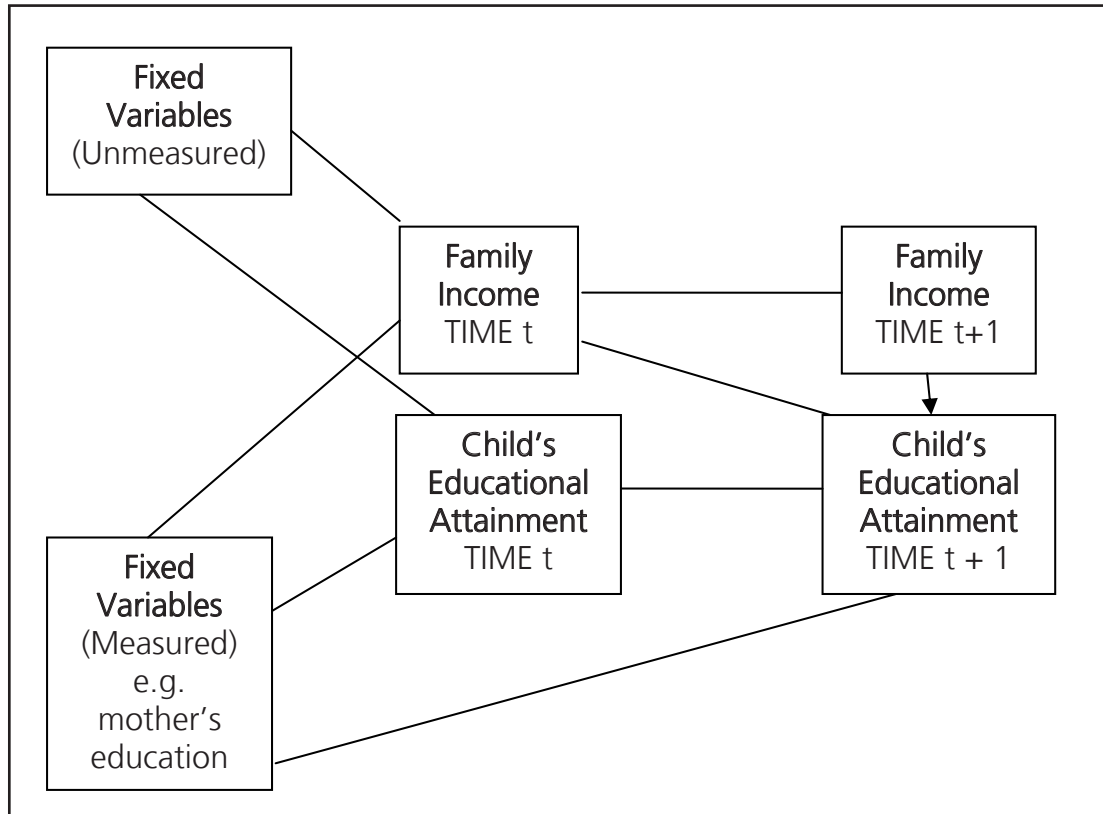 Fixed
Variables
(Unmeasured)
Family
Income
TIME t
Family
Income
TIME t+1
Child’s
Educational
Attainment
TIME t
Child’s
Educational
Attainment
TIME t + 1
Fixed
Variables
(Measured)
e.g.
mother’s
education